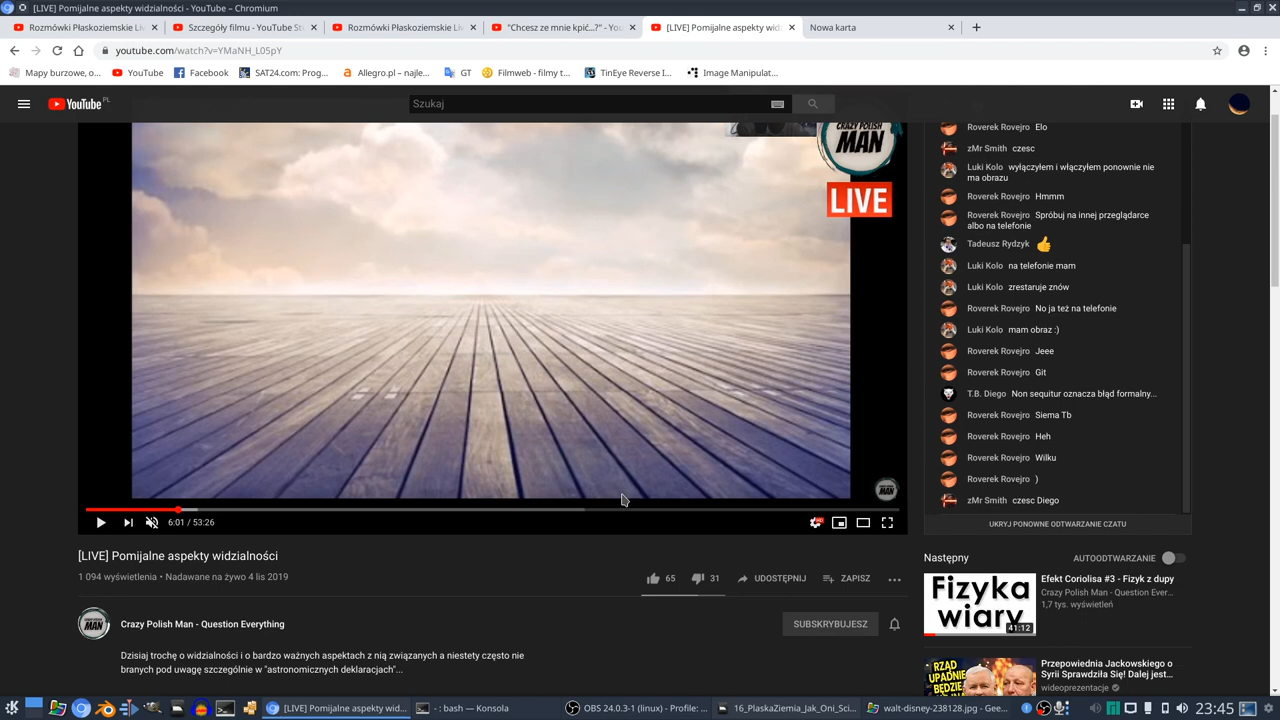 [LIVE] Pomijalne aspekty widzialności - YouTube – Chromium
Rozmówki Płaskoziemskie Li
Szczegóły filmu - YouTube St
Rozmówki Płaskoziemskie Li
"Chcesz ze mnie kpić...?" - Yo
[LIVE] Pomijalne aspekty widz
Nowa karta
youtube.com/watch?v=YMaNH_L05pY
Mapy burzowe, o...
YouTube
Facebook
SAT24.com: Prog...
Allegro.pl – najle...
GT
Filmweb - filmy t...
TinEye Reverse I...
Image Manipulat...
YouTube PL
Szukaj
CRAZY POLISH
MAN
LIVE
MAN
Roverek Rovejro Elo
zMr Smith czesc
Luki Kolo wyłączyłem i włączyłem ponownie nie
ma obrazu
Roverek Rovejro Hmmm
Roverek Rovejro Spróbuj na innej przeglądarce
albo na telefonie
Tadeusz Rydzyk 👍
Luki Kolo na telefonie mam
Luki Kolo zrestaruje znów
Roverek Rovejro No ja też na telefonie
Luki Kolo mam obraz :)
Roverek Rovejro Jeee
Roverek Rovejro Git
T.B. Diego Non sequitur oznacza błąd formalny...
Roverek Rovejro Siema Tb
Roverek Rovejro Heh
Roverek Rovejro Wilku
Roverek Rovejro )
zMr Smith czesc Diego
UKRYJ PONOWNE ODTWARZANIE CZATU
6:01 / 53:26
HD
[LIVE] Pomijalne aspekty widzialności
1 094 wyświetlenia • Nadawane na żywo 4 lis 2019
65
31
UDOSTĘPNIJ
ZAPISZ
Crazy Polish Man - Question Everything
SUBSKRYBUJESZ
Dzisiaj trochę o widzialności i o bardzo ważnych aspektach z nią związanych a niestety często nie
branych pod uwagę szczególnie w "astronomicznych deklaracjach"...
Następny
AUTOODTWARZANIE
Fizyka
wiary
41:12
Efekt Coriolisa #3 - Fizyk z dupy
Crazy Polish Man - Question Ever...
1,7 tys. wyświetleń
RZĄD
UPADNIE
BĘDZIE
Przepowiednia Jackowskiego o
Syrii Sprawdziła Się! Dalej jest...
wideoprezentacje
[LIVE] Pomijalne aspekty wid...
- : bash — Konsola
OBS 24.0.3-1 (linux) - Profile: ...
16_PlaskaZiemia_Jak_Oni_Sci...
walt-disney-238128.jpg - Gee...
23:45